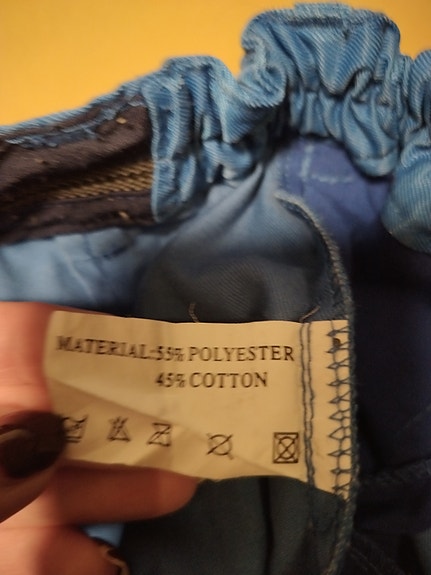 MATERIAL:55% POLYESTER
45% COTTON